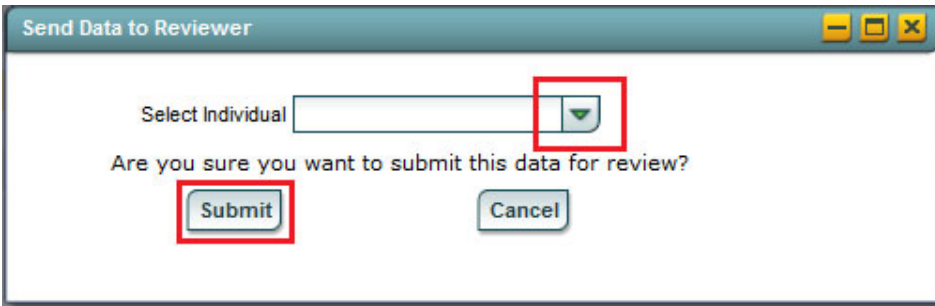 Send Data to Reviewer
Select Individual
Are you sure you want to submit this data for review?
Submit Cancel